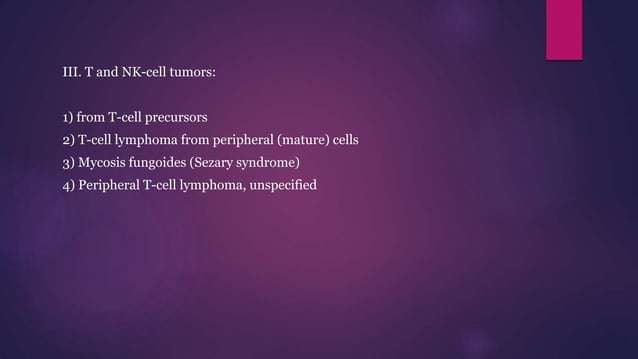 III. T and NK-cell tumors:
1) from T-cell precursors
2) T-cell lymphoma from peripheral (mature) cells
3) Mycosis fungoides (Sezary syndrome)
4) Peripheral T-cell lymphoma, unspecified